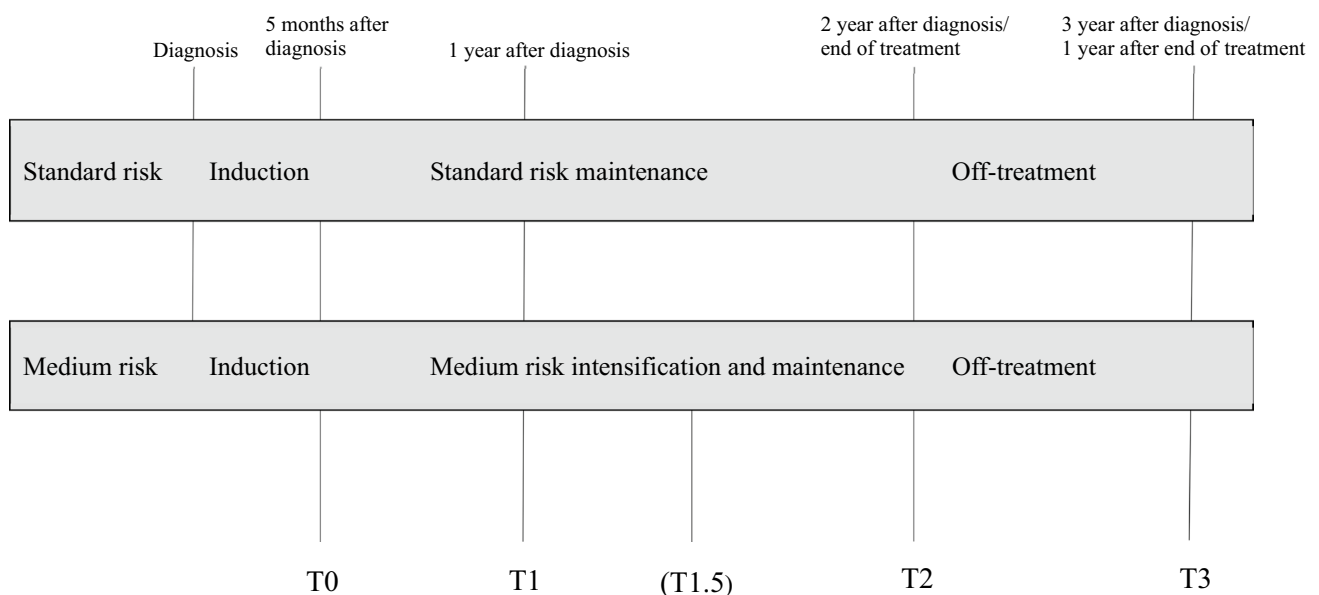 Diagnosis
5 months after
diagnosis
1 year after diagnosis
2 year after diagnosis/
end of treatment
3 year after diagnosis/
1 year after end of treatment
Standard risk Induction Standard risk maintenance Off-treatment
Medium risk Induction Medium risk intensification and maintenance Off-treatment
T0 T1 (T1.5) T2 T3